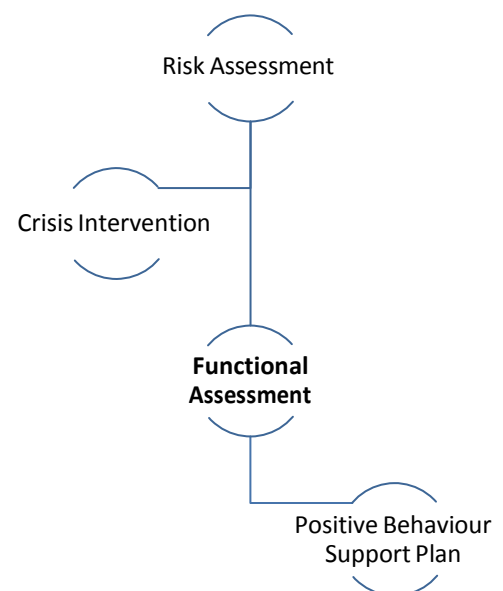 Risk Assessment
Crisis Intervention
Functional
Assessment
Positive Behaviour
Support Plan